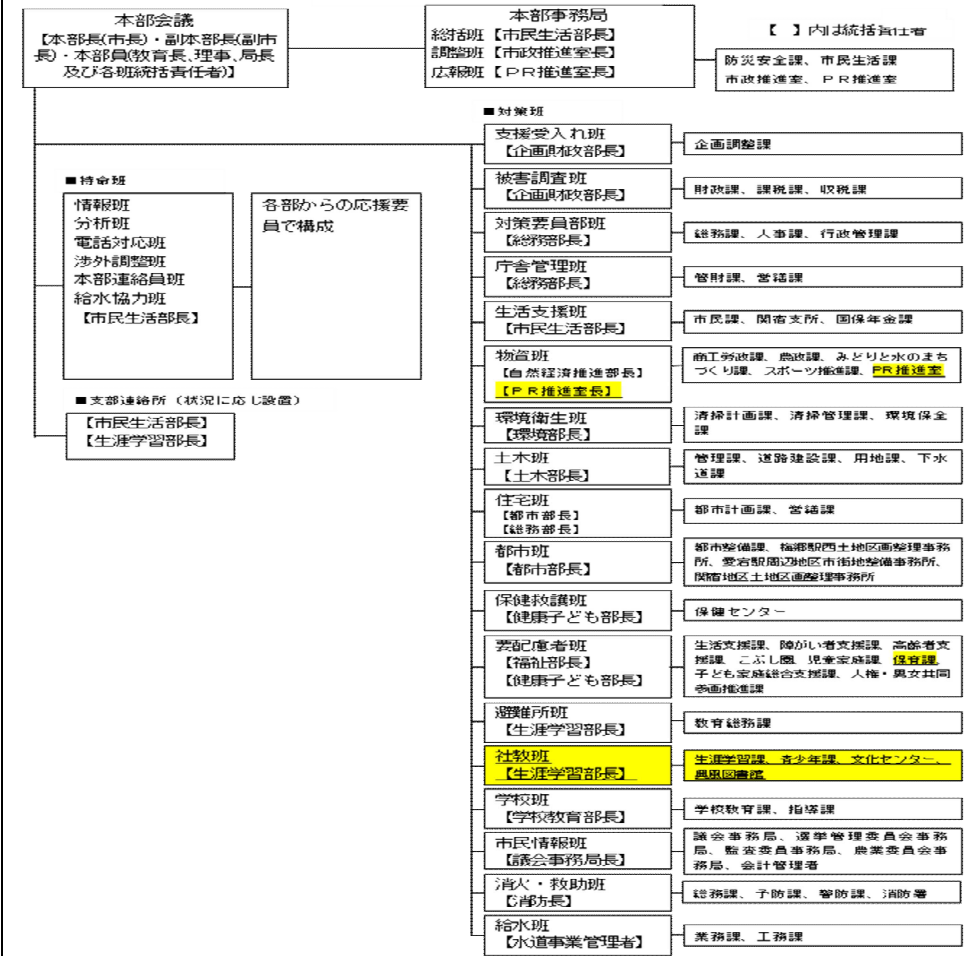 本部会議
【本部長(市長)・副本部長(副市
長)・本部員(教育長、理事、局長
及び各班統括責任者)】
本部事務局
総括班【市民生活部長】
調整班【市政推進室長】
広報班【ＰＲ推進室長】
【　】内は統括責任者
防災安全課、市民生活課
市政推進室、ＰＲ推進室
■特命班
情報班
分析班
電話対応班
渉外調整班
本部連絡員班
給水協力班
【市民生活部長】
各部からの応援要
員で構成
■支部連絡所（状況に応じ設置）
【市民生活部長】
【生涯学習部長】
■対策班
支援受入れ班
【企画財政部長】
企画調整課
被害調査班
【企画財政部長】
財政課、課税課、収税課
対策要員部班
【総務部長】
総務課、人事課、行政管理課
庁舎管理班
【総務部長】
管財課、営繕課
生活支援班
【市民生活部長】
市民課、関宿支所、国保年金課
物資班
【自然経済推進部長】
【ＰＲ推進室長】
商工労政課、農政課、みどりと水のまち
づくり課、スポーツ推進課、PR推進室
環境衛生班
【環境部長】
清掃計画課、清掃管理課、環境保全
課
土木班
【土木部長】
管理課、道路建設課、用地課、下水
道課
住宅班
【都市部長】
【総務部長】
都市計画課、営繕課
都市班
【都市部長】
都市整備課、梅郷駅西土地区画整理事務
所、愛宕駅周辺地区市街地整備事務所、
関宿地区土地区画整理事務所
保健救護班
【健康子ども部長】
保健センター
要配慮者班
【福祉部長】
【健康子ども部長】
生活支援課、障がい者支援課、高齢者支
援課、こぶし園、児童家庭課、保育課、
子ども家庭総合支援課、人権・男女共同
参画推進課
避難所班
【生涯学習部長】
教育総務課
社教班
【生涯学習部長】
生涯学習課、青少年課、文化センター、
興風図書館
学校班
【学校教育部長】
学校教育課、指導課
市民情報班
【議会事務局長】
議会事務局、選挙管理委員会事務
局、監査委員事務局、農業委員会事
務局、会計管理者
消火・救助班
【消防長】
総務課、予防課、警防課、消防署
給水班
【水道事業管理者】
業務課、工務課